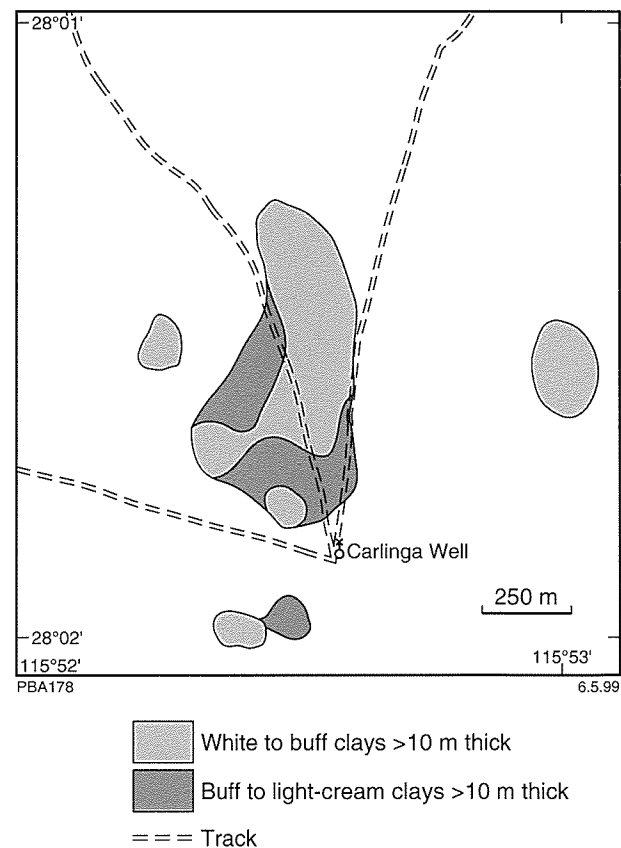 28°01'
Carlinga Well
250 m
28°02'
115°52'
115°53'
PBA178
6.5.99
White to buff clays >10 m thick
Buff to light-cream clays >10 m thick
Track